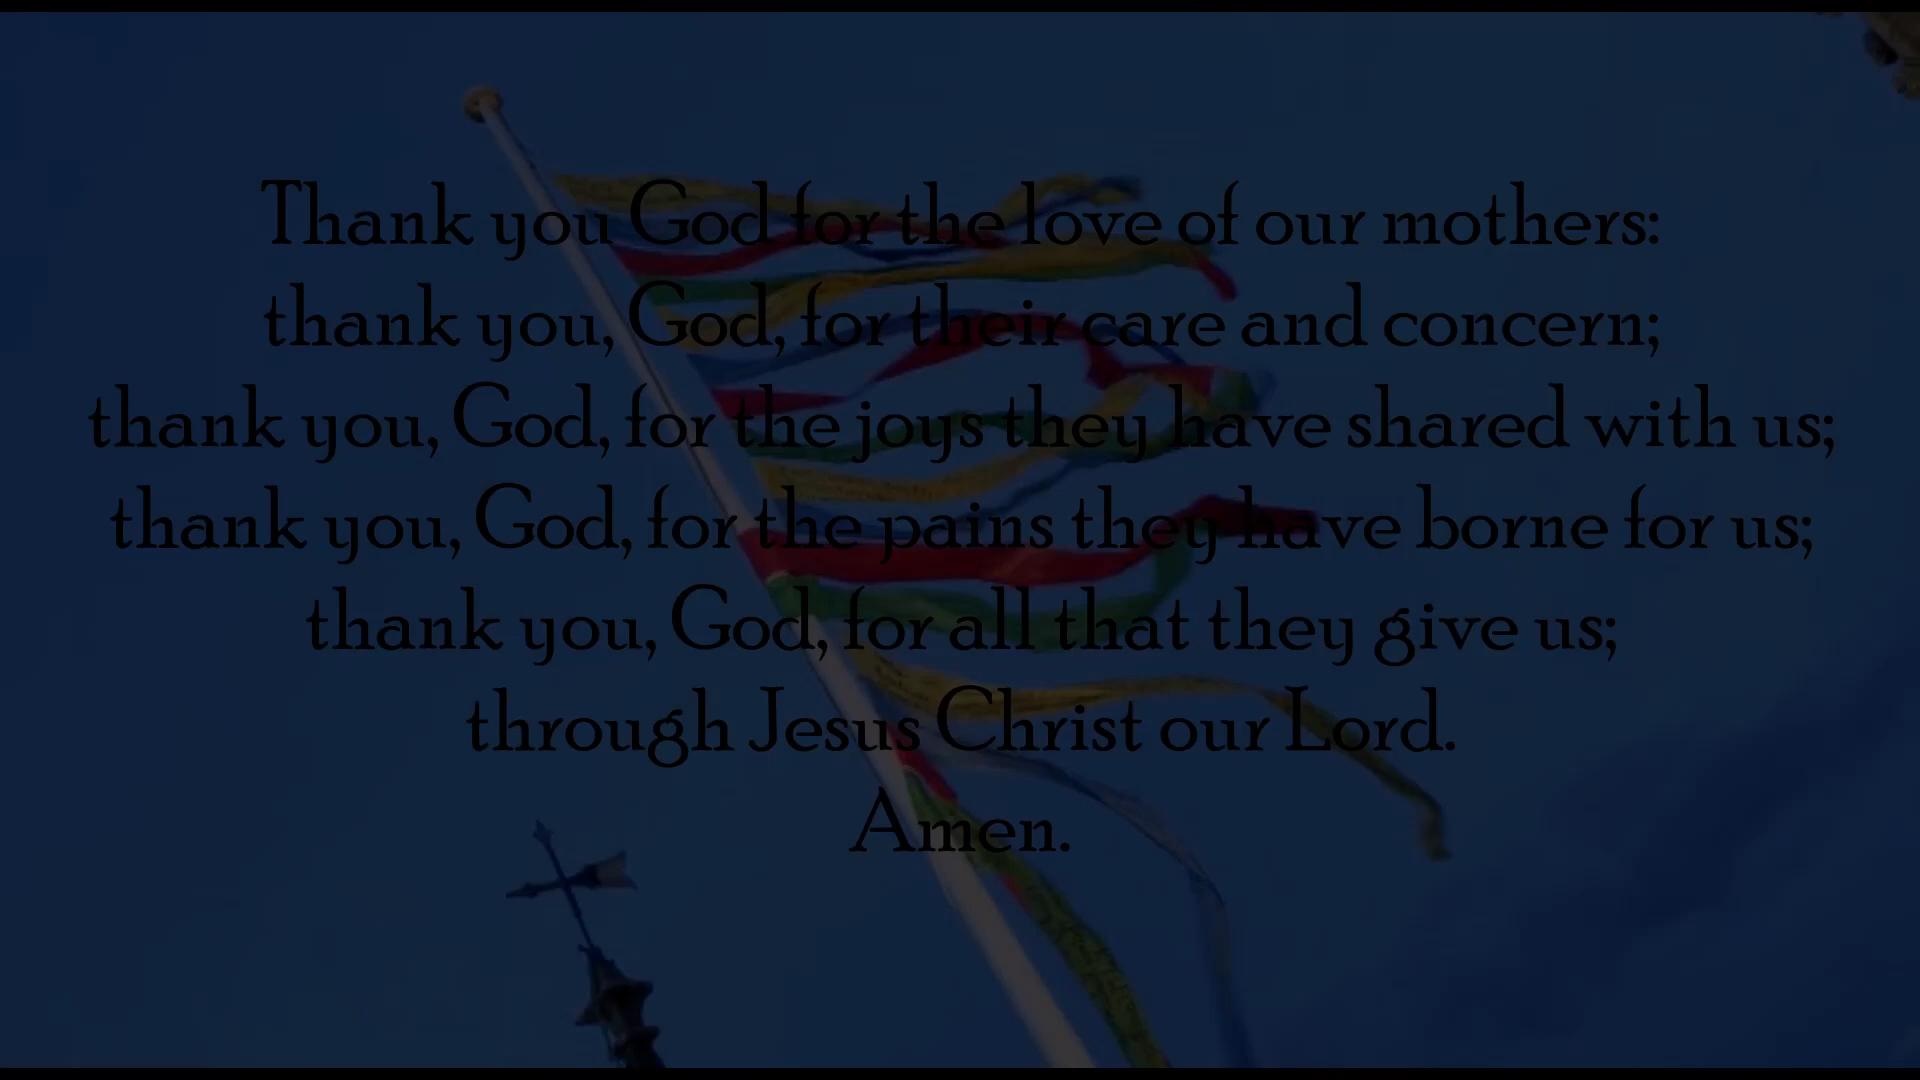 Thank you God for the love of our mothers:
thank you, God, for their care and concern;
thank you, God, for the joys they have shared with us;
thank you, God, for the pains they have borne for us;
thank you, God, for all that they give us;
through Jesus Christ our Lord.
Amen.